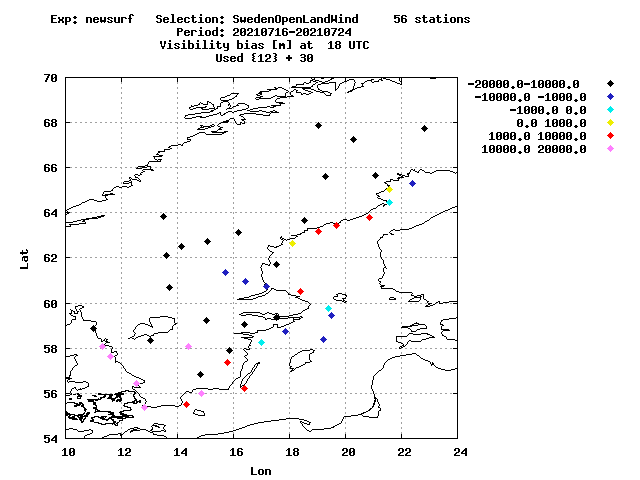 Exp: newsurf Selection: SwedenOpenLandWind 56 stations
Period: 20210716-20210724
Visibility bias [m] at 18 UTC
Used {12} + 30
-20000.0-10000.0
-10000.0 -1000.0
-1000.0 0.0
0.0 1000.0
1000.0 10000.0
10000.0 20000.0
70
68
66
64
62
60
58
56
54
Lat
10 12 14 16 18 20 22 24
Lon